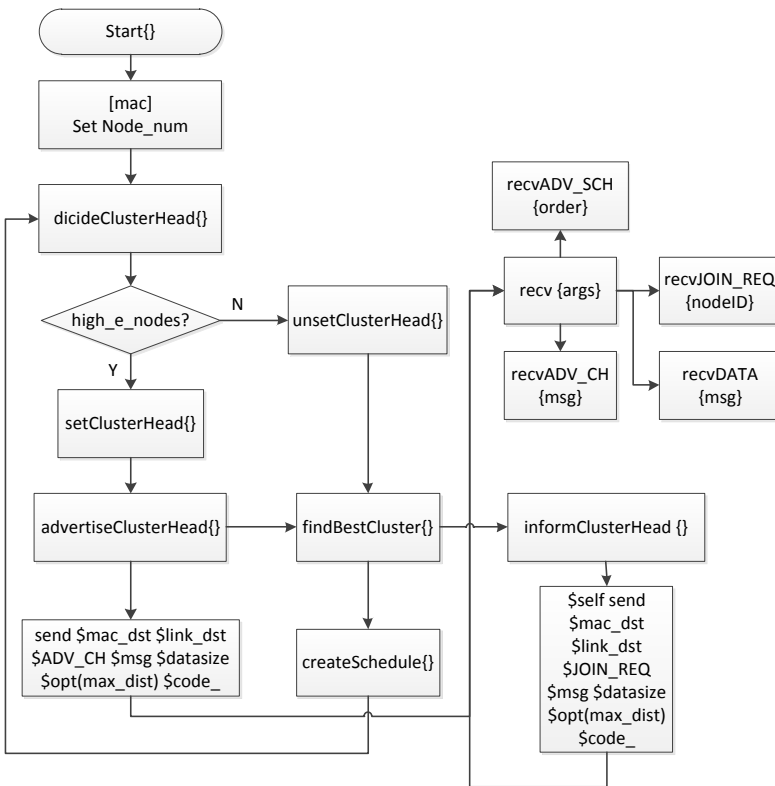 Start{}
[mac]
Set Node_num
dicideClusterHead{}
high_e_nodes?
N
Y
unsetClusterHead{}
setClusterHead{}
advertiseClusterHead{}
findBestCluster{}
informClusterHead {}
send $mac_dst $link_dst
$ADV_CH $msg $datasize
$opt(max_dist) $code_
createSchedule{}
$self send
$mac_dst
$link_dst
$JOIN_REQ
$msg $datasize
$opt(max_dist)
$code_
recvADV_SCH
{order}
recv {args}
recvJOIN_REQ
{nodeID}
recvADV_CH
{msg}
recvDATA
{msg}